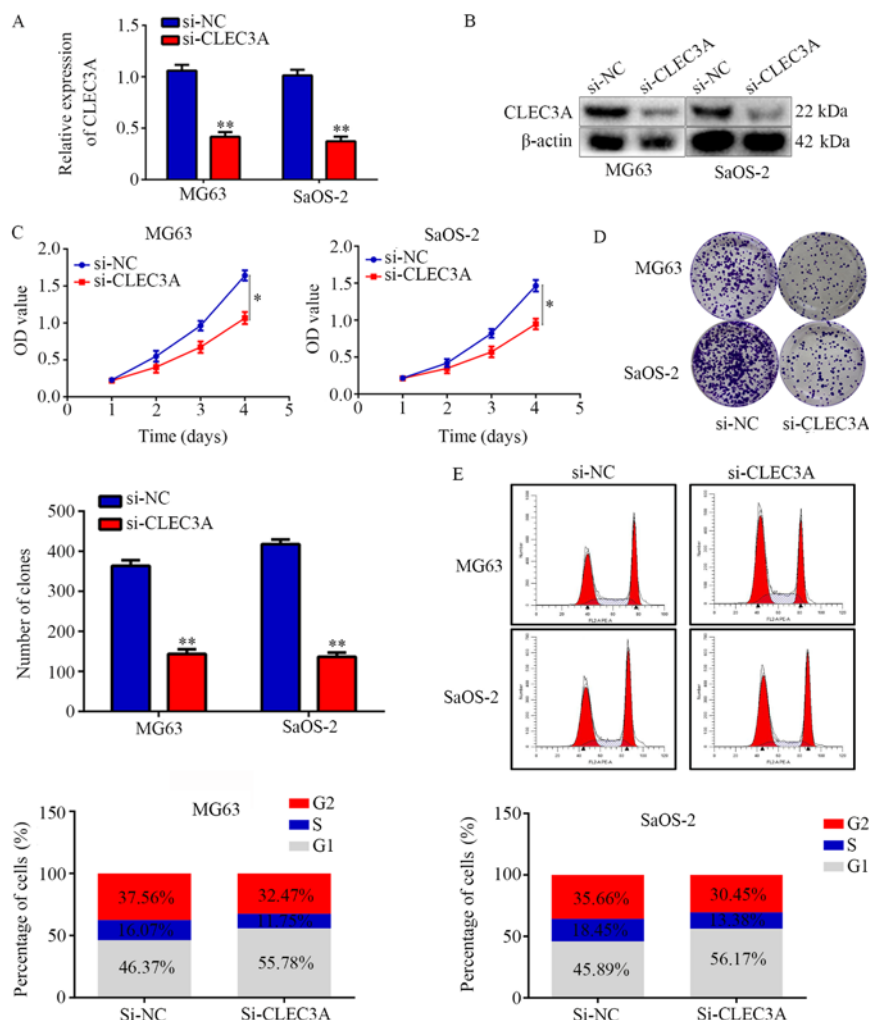 A
si-NC
si-CLEC3A
Relative expression
of CLEC3A
1.5
1.0
0.5
0.0
**
**
MG63
SaOS-2
B
si-NC
si-CLEC3A
si-NC
si-CLEC3A
CLEC3A
22 kDa
β-actin
42 kDa
MG63
SaOS-2
C
MG63
si-NC
si-CLEC3A
OD value
2.0
1.5
1.0
0.5
0.0
*
0 1 2 3 4 5
Time (days)
SaOS-2
si-NC
si-CLEC3A
OD value
2.0
1.5
1.0
0.5
0.0
*
0 1 2 3 4 5
Time (days)
D
MG63
SaOS-2
si-NC
si-CLEC3A
si-NC
si-CLEC3A
Number of clones
500
400
300
200
100
0
**
**
MG63
SaOS-2
E
si-NC
si-CLEC3A
MG63
SaOS-2
MG63
G2
S
G1
Percentage of cells (%)
150
100
50
0
37.56%
32.47%
16.07%
11.75%
46.37%
55.78%
Si-NC
Si-CLEC3A
SaOS-2
G2
S
G1
Percentage of cells (%)
150
100
50
0
35.66%
30.45%
18.45%
13.38%
45.89%
56.17%
Si-NC
Si-CLEC3A